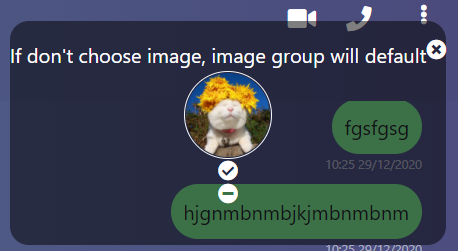 If don't choose image, image group will default
fgsfgsg
10:25 29/12/2020
hjgnmbnmbjkjmbnmbnm
10:25 29/12/2020